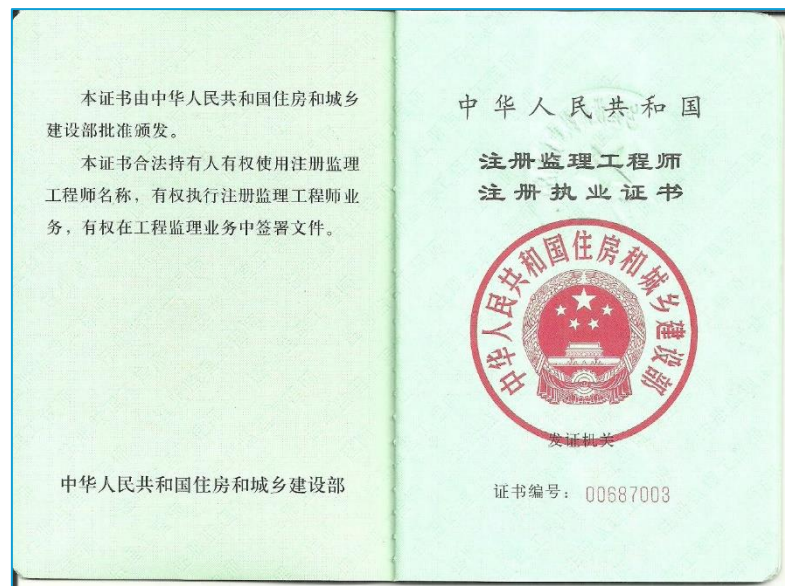 本证书由中华人民共和国住房和城乡
建设部批准颁发。
本证书合法持有人有权使用注册监理
工程师名称，有权执行注册监理工程师业
务，有权在工程监理业务中签署文件。
中华人民共和国住房和城乡建设部
中华人民共和国
注册监理工程师
注册执业证书
中华人民共和国住房和城乡建设部
发证机关
证书编号：00687003